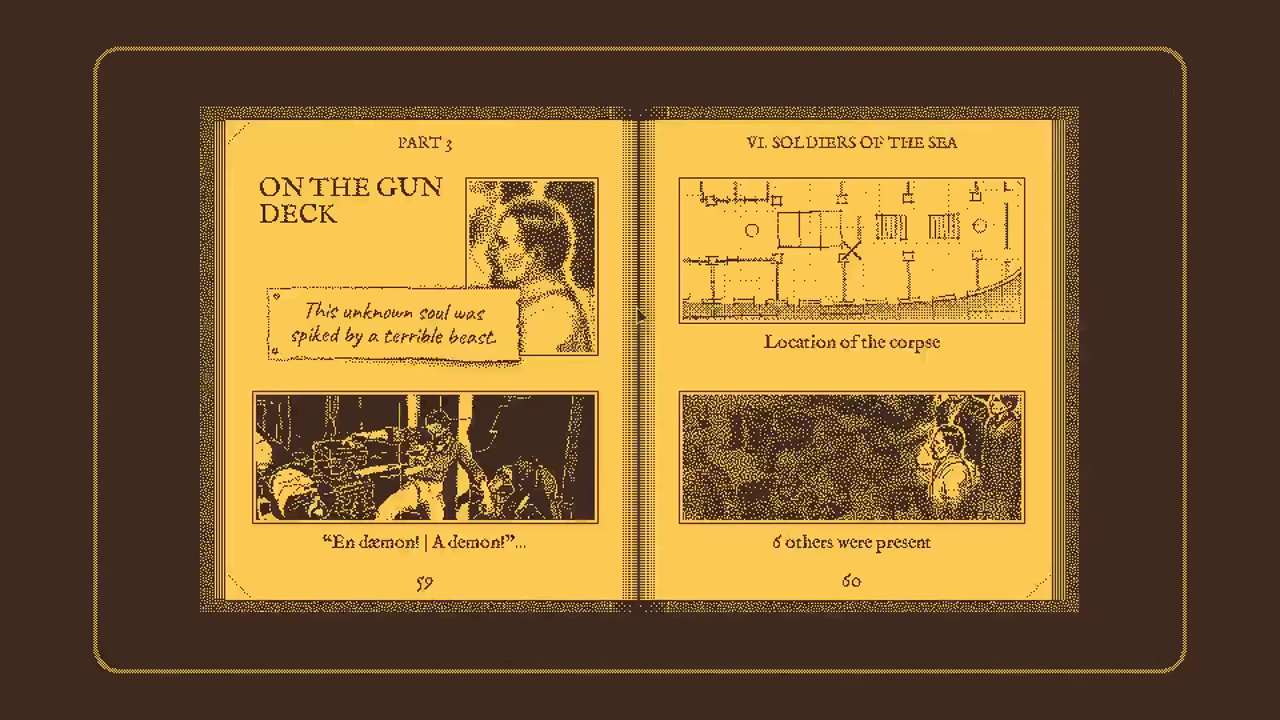 PART 3
ON THE GUN
DECK
This unknown soul was
spiked by a terrible beast.
“En dæmon! | A demon!”...
59
VI. SOLDIERS OF THE SEA
Location of the corpse
6 others were present
60